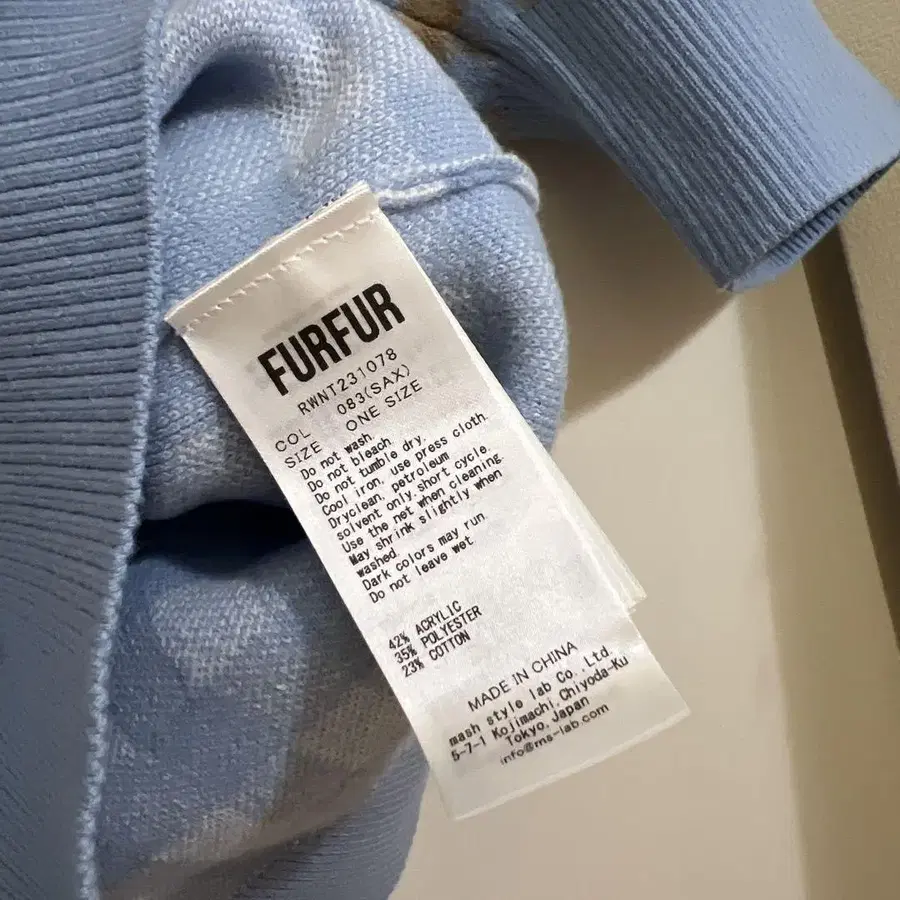 FURFUR
RWNT231078
COL 083(SAX)
SIZE ONE SIZE
Do not wash.
Do not bleach.
Do not tumble dry.
Cool iron, use press cloth.
Dryclean, petroleum
solvent only.short cycle.
Use the net when cleaning.
May shrink slightly when
washed.
Dark colors may run.
Do not leave wet.
42% ACRYLIC
35% POLYESTER
23% COTTON
MADE IN CHINA
mash style lab Co., Ltd.
5-7-1 Kojimachi, Chiyoda-Ku
Tokyo, Japan
info@ms-lab.com